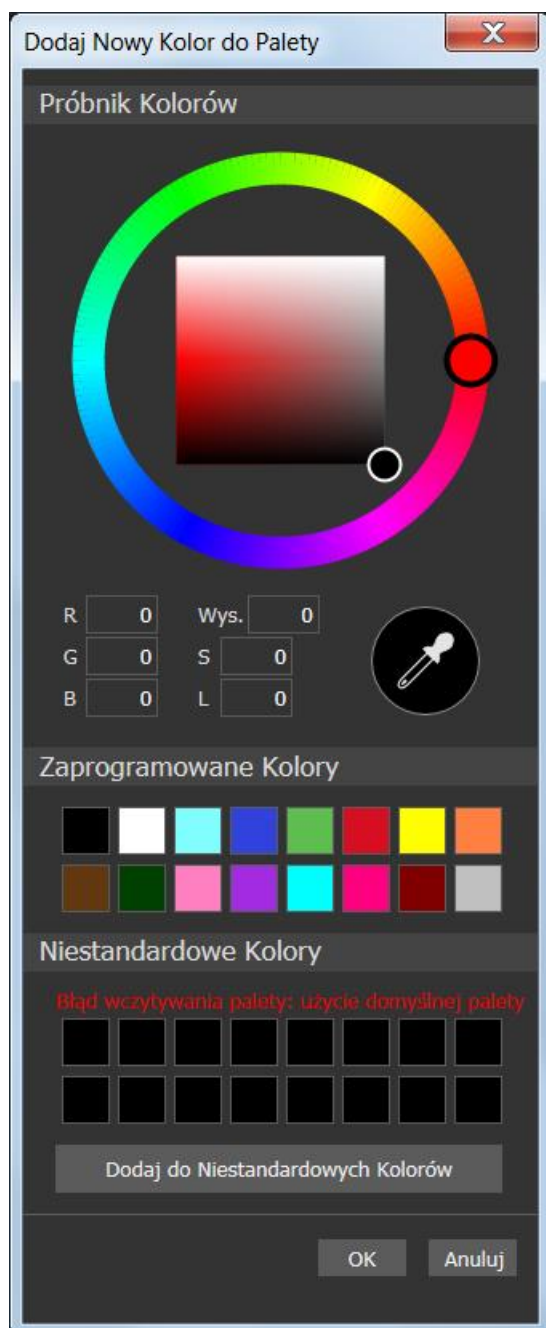 Dodaj Nowy Kolor do Palety
Próbnik Kolorów
R 0 Wys. 0
G 0 S 0
B 0 L 0
Zaprogramowane Kolory
Niestandardowe Kolory
Błąd wczytywania palety: użycie domyślnej palety
Dodaj do Niestandardowych Kolorów
OK Anuluj